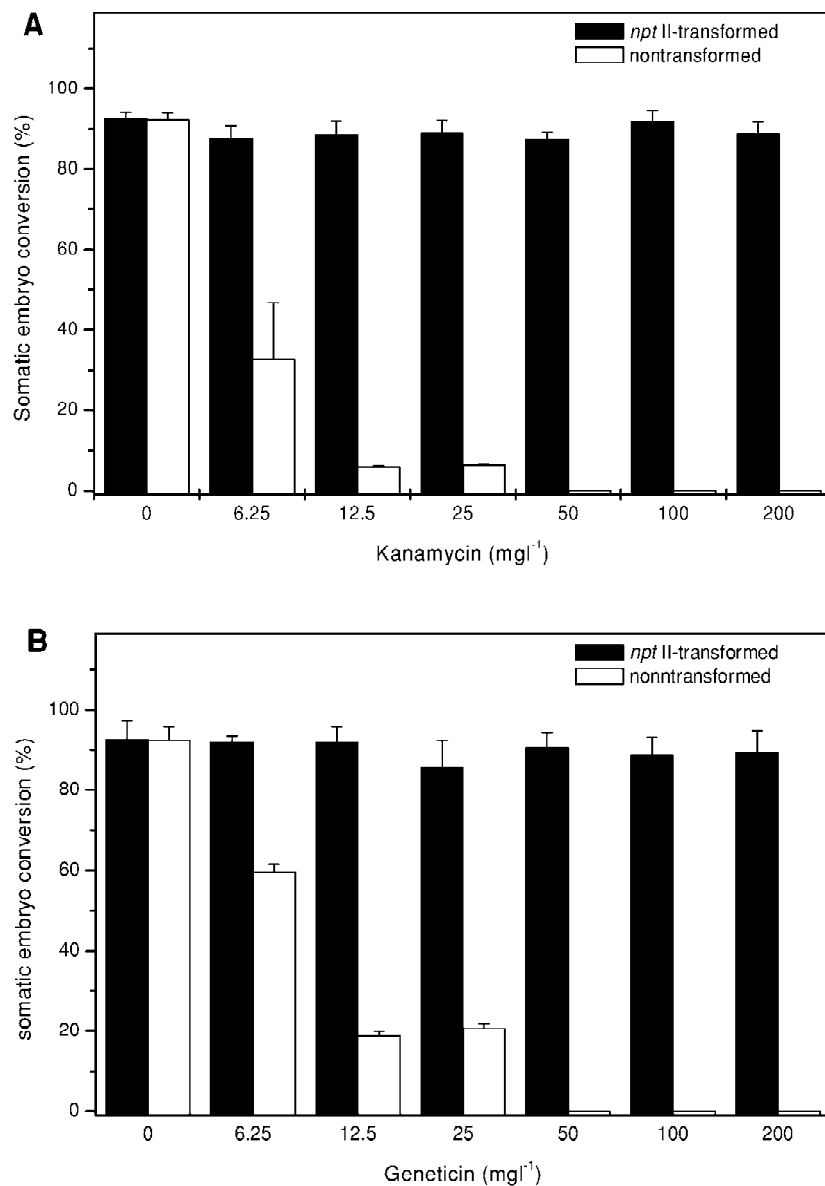 A
npt II-transformed
nontransformed
Somatic embryo conversion (%)
100
80
60
40
20
0
0 6.25 12.5 25 50 100 200
Kanamycin (mgl-1)
B
npt II-transformed
nonntransformed
somatic embryo conversion (%)
100
80
60
40
20
0
0 6.25 12.5 25 50 100 200
Geneticin (mgl-1)